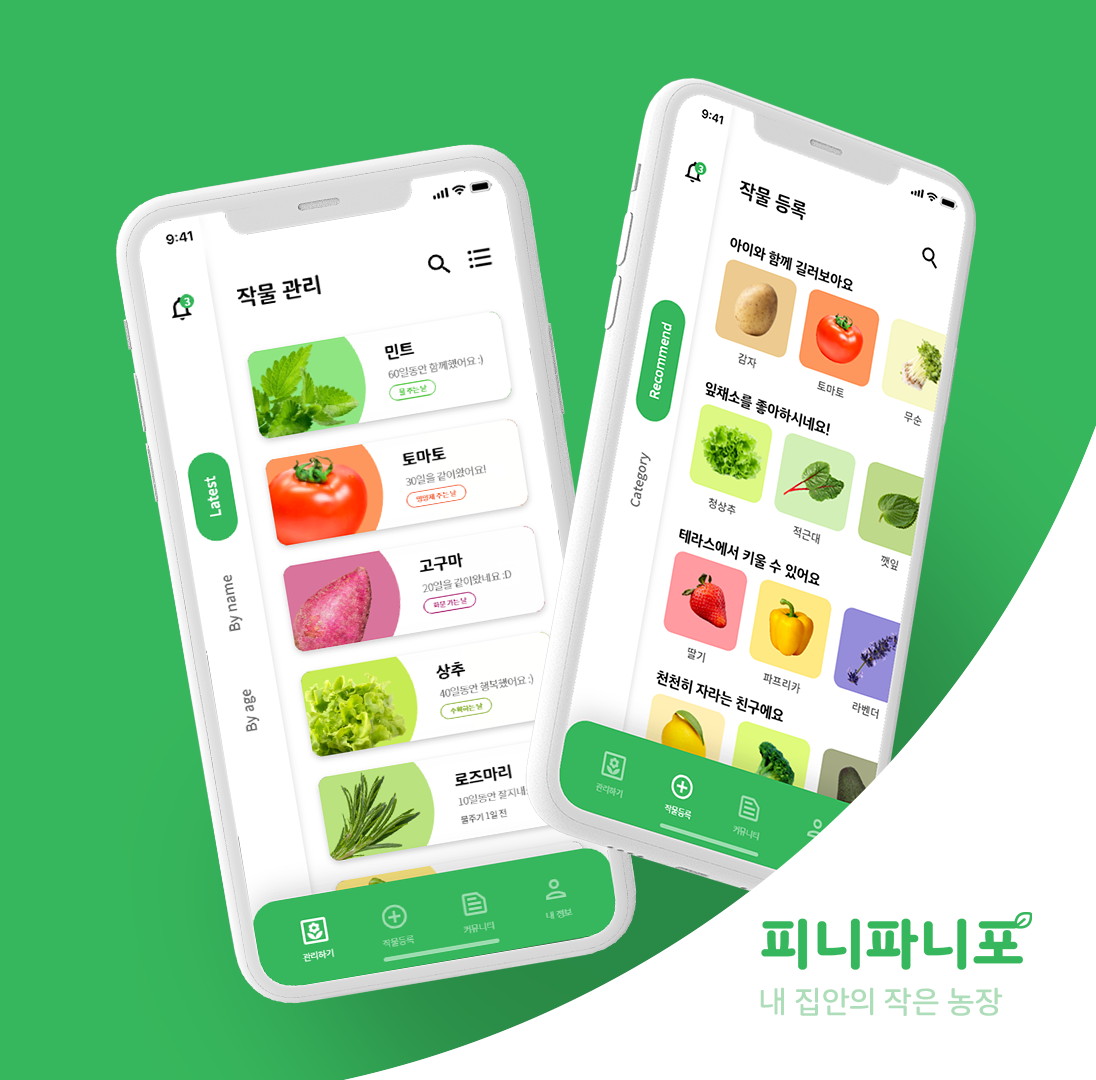 9:41
3
작물 관리
민트
60일동안 함께했어요 :)
물 주는 날
토마토
30일을 같이왔어요!
영양제 주는 날
고구마
20일을 같이왔네요 :D
화분 가는 날
상추
40일동안 행복했어요 :)
수확하는 날
로즈마리
10일동안 잘지내
물주기 1일 전
Latest
By name
By age
관리하기
작물등록
커뮤니티
내 정보
9:41
3
작물 등록
아이와 함께 길러보아요
감자
토마토
무순
잎채소를 좋아하시네요!
청상추
적근대
깻잎
테라스에서 키울 수 있어요
딸기
파프리카
라벤더
천천히 자라는 친구에요
Recommend
Category
관리하기
작물등록
커뮤니티
피니파니포
내 집안의 작은 농장